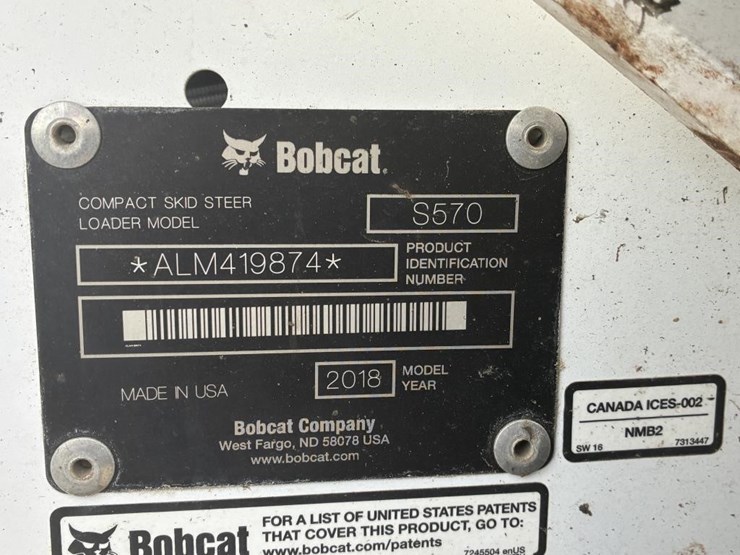 Bobcat.
COMPACT SKID STEER
LOADER MODEL
S570
*ALM419874*
PRODUCT
IDENTIFICATION
NUMBER
MADE IN USA
2018
MODEL
YEAR
Bobcat Company
West Fargo, ND 58078 USA
www.bobcat.com
CANADA ICES-002
NMB2
SW 16 7313447
Bobcat
FOR A LIST OF UNITED STATES PATENTS
THAT COVER THIS PRODUCT, GO TO:
www.bobcat.com/patents
7245504 enUS